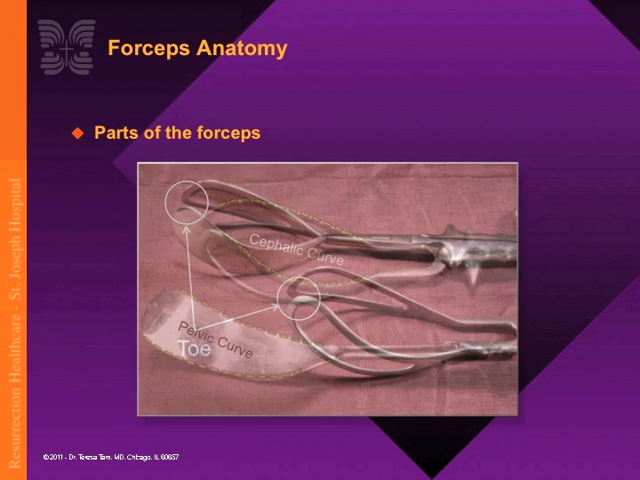 Forceps Anatomy
Parts of the forceps
Cephalic Curve
Pelvic Curve
Toe
Resurrection Healthcare - St. Joseph Hospital
© 2011 - Dr. Teresa Tam, MD. Chicago, IL 60657